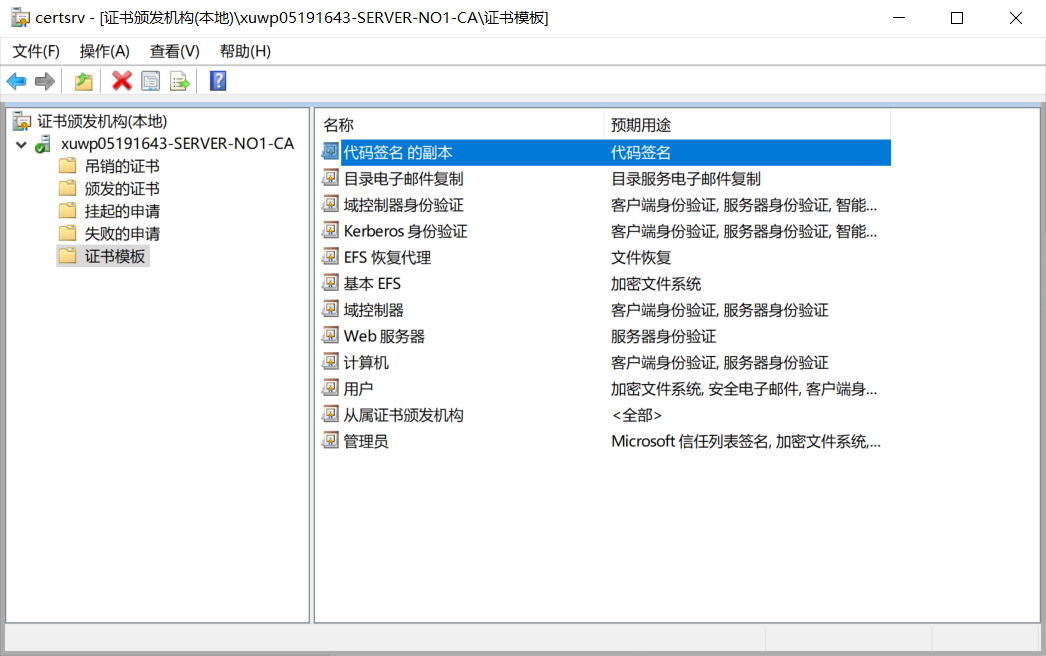 certsrv - [证书颁发机构(本地)\xuwp05191643-SERVER-NO1-CA\证书模板]
文件(F) 操作(A) 查看(V) 帮助(H)
证书颁发机构(本地)
xuwp05191643-SERVER-NO1-CA
吊销的证书
颁发的证书
挂起的申请
失败的申请
证书模板
名称 预期用途
代码签名 的副本 代码签名
目录电子邮件复制 目录服务电子邮件复制
域控制器身份验证 客户端身份验证, 服务器身份验证, 智能...
Kerberos 身份验证 客户端身份验证, 服务器身份验证, 智能...
EFS 恢复代理 文件恢复
基本 EFS 加密文件系统
域控制器 客户端身份验证, 服务器身份验证
Web 服务器 服务器身份验证
计算机 客户端身份验证, 服务器身份验证
用户 加密文件系统, 安全电子邮件, 客户端身...
从属证书颁发机构 <全部>
管理员 Microsoft 信任列表签名, 加密文件系统,...